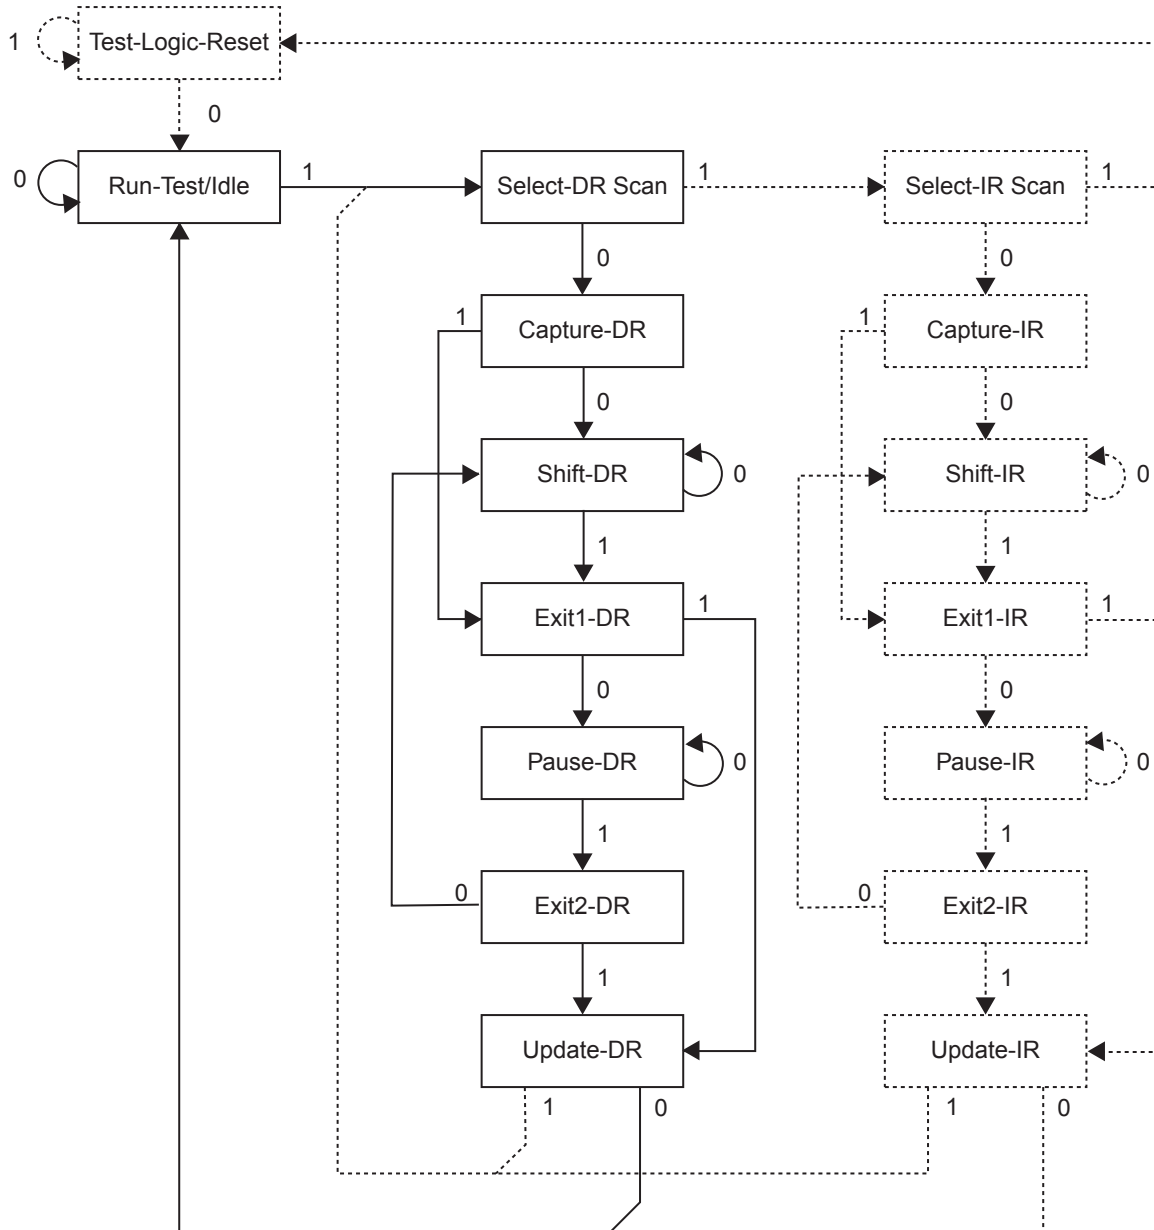 1 Test-Logic-Reset
0
0 Run-Test/Idle 1 Select-DR Scan 1 Select-IR Scan 1
0 0
1 Capture-DR 1 Capture-IR
0 0
Shift-DR 0 Shift-IR 0
1 1
Exit1-DR 1 Exit1-IR 1
0 0
Pause-DR 0 Pause-IR 0
1 1
0 Exit2-DR 0 Exit2-IR
1 1
Update-DR Update-IR
1 0 1 0